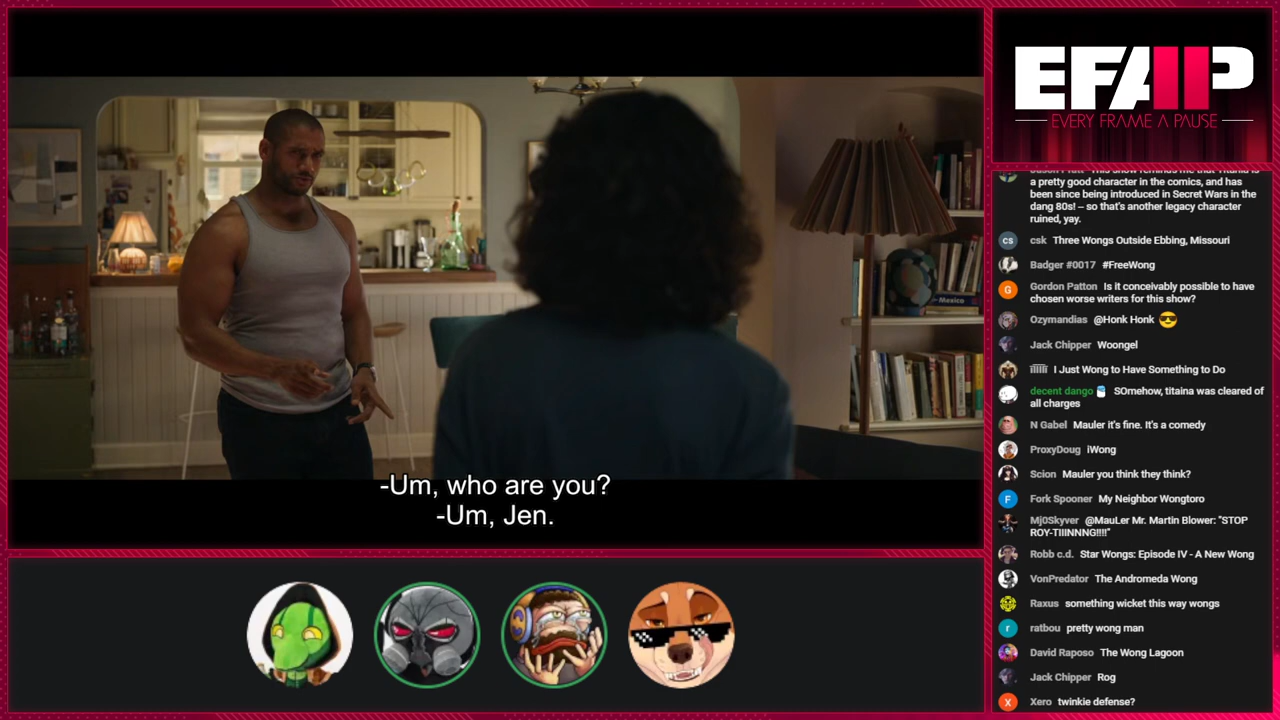 -Um, who are you?
-Um, Jen.
Mexico
EFAP
EVERY FRAME A PAUSE
a pretty good character in the comics, and has
been since being introduced in Secret Wars in the
dang 80s! – so that's another legacy character
ruined, yay.
cs csk Three Wongs Outside Ebbing, Missouri
Badger #0017 #FreeWong
G Gordon Patton Is it conceivably possible to have
chosen worse writers for this show?
Ozymandias @Honk Honk 😎
Jack Chipper Woongel
I Just Wong to Have Something to Do
decent dango SOmehow, titaina was cleared of
all charges
N Gabel Mauler it's fine. It's a comedy
ProxyDoug iWong
Scion Mauler you think they think?
F Fork Spooner My Neighbor Wongtoro
Mj0Skyver @MauLer Mr. Martin Blower: "STOP
ROY-TIIINNNG!!!!"
Robb c.d. Star Wongs: Episode IV - A New Wong
VonPredator The Andromeda Wong
Raxus something wicket this way wongs
r ratbou pretty wong man
David Raposo The Wong Lagoon
Jack Chipper Rog
X Xero twinkie defense?